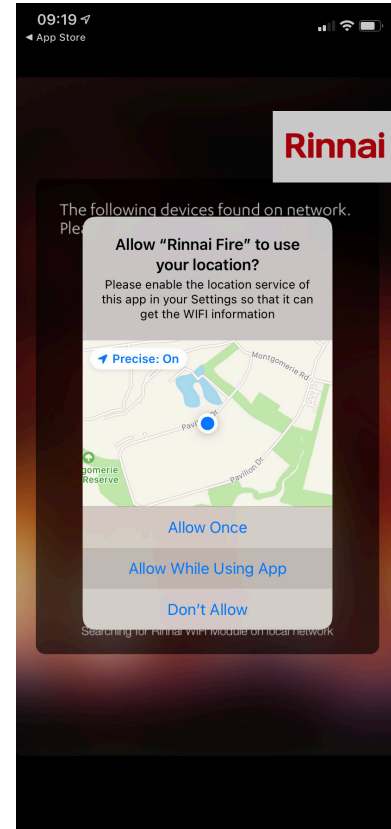 09:19
App Store
Rinnai
The following devices found on network.
Allow “Rinnai Fire” to use
your location?
Please enable the location service of
this app in your Settings so that it can
get the WIFI information
Precise: On
Montgomerie Rd
gomerie
Reserve
Pavilion Dr
Allow Once
Allow While Using App
Don’t Allow
Searching for Rinnai WIFI Module on local network